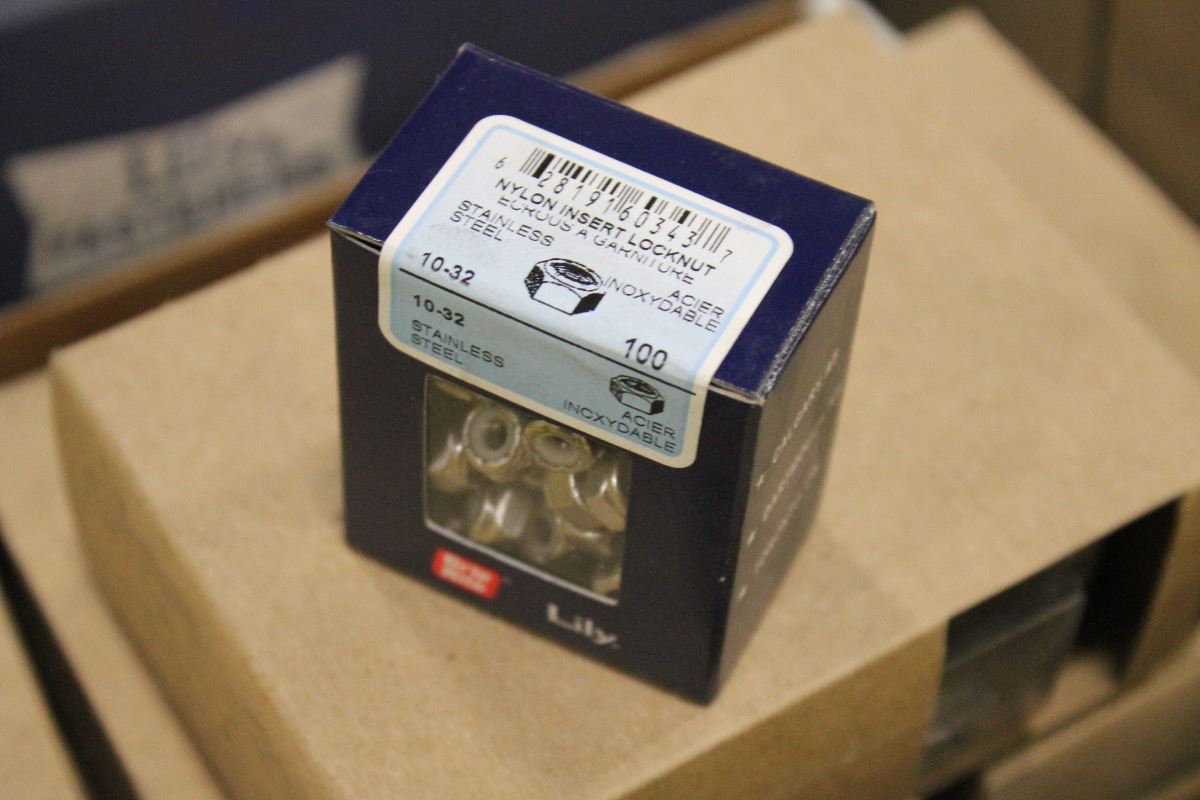 6 28191 60343 7
NYLON INSERT LOCKNUT
ECROUS A GARNITURE
STAINLESS STEEL
ACIER INOXYDABLE
10-32
100
10-32
STAINLESS STEEL
ACIER INOXYDABLE
Lily